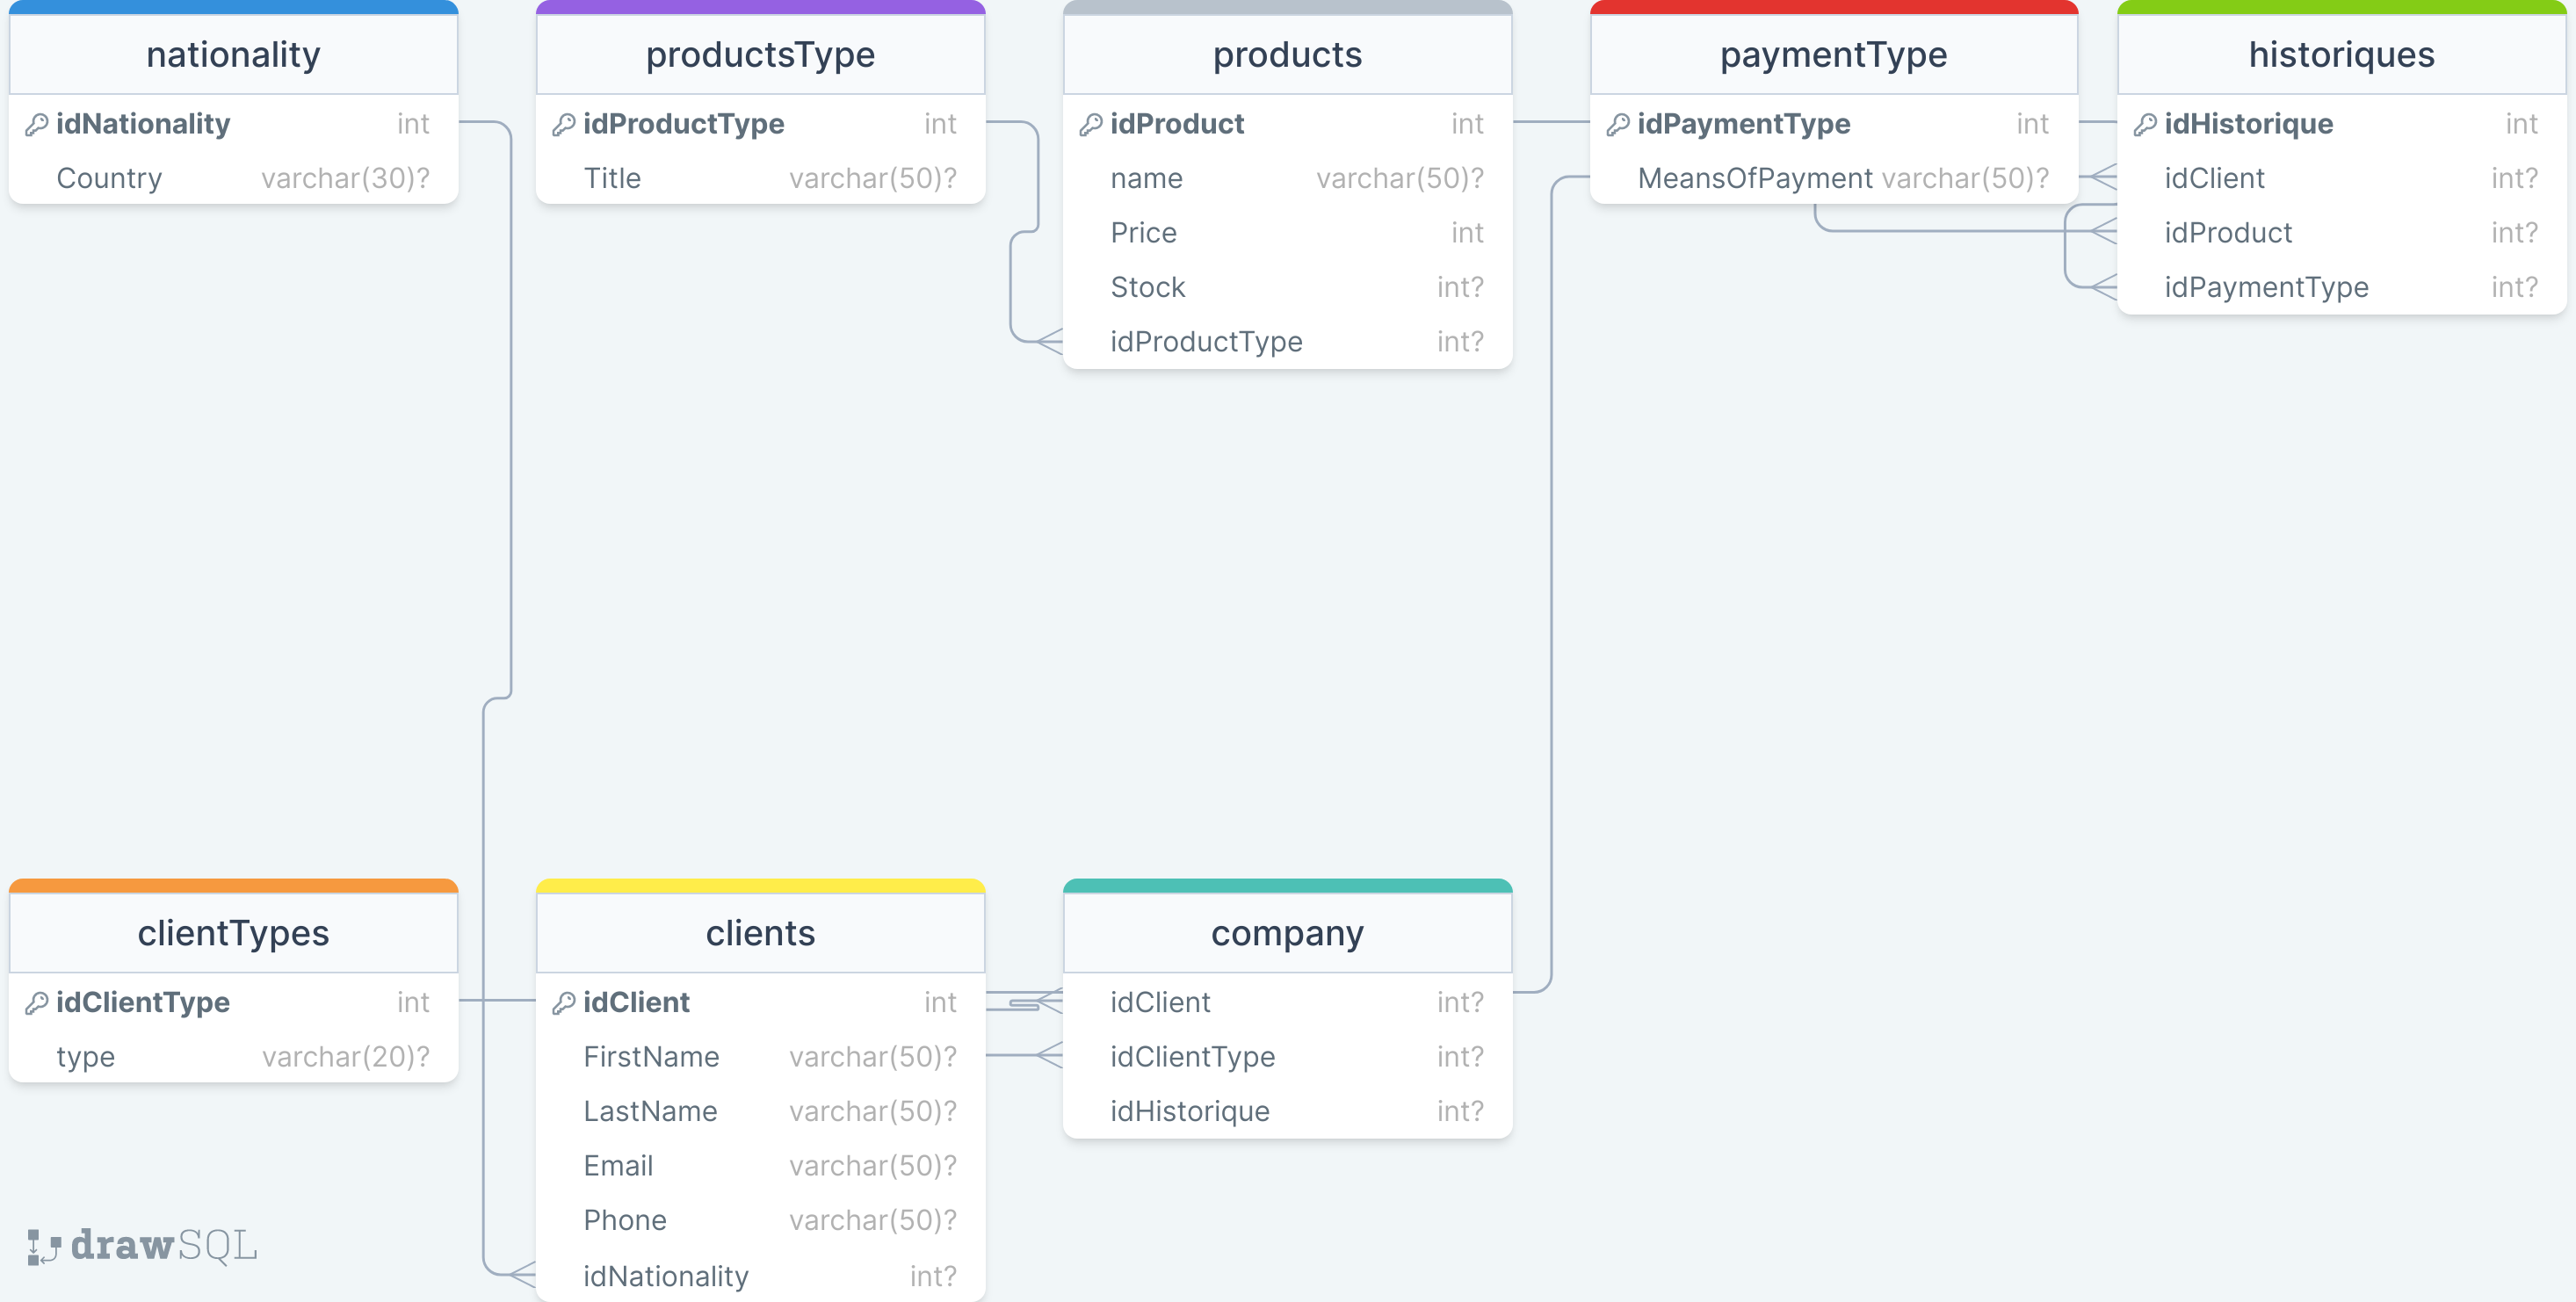 nationality
idNationality int
Country varchar(30)?
productsType
idProductType int
Title varchar(50)?
products
idProduct int
name varchar(50)?
Price int
Stock int?
idProductType int?
paymentType
idPaymentType int
MeansOfPayment varchar(50)?
historiques
idHistorique int
idClient int?
idProduct int?
idPaymentType int?
clientTypes
idClientType int
type varchar(20)?
clients
idClient int
FirstName varchar(50)?
LastName varchar(50)?
Email varchar(50)?
Phone varchar(50)?
idNationality int?
company
idClient int?
idClientType int?
idHistorique int?
drawSQL